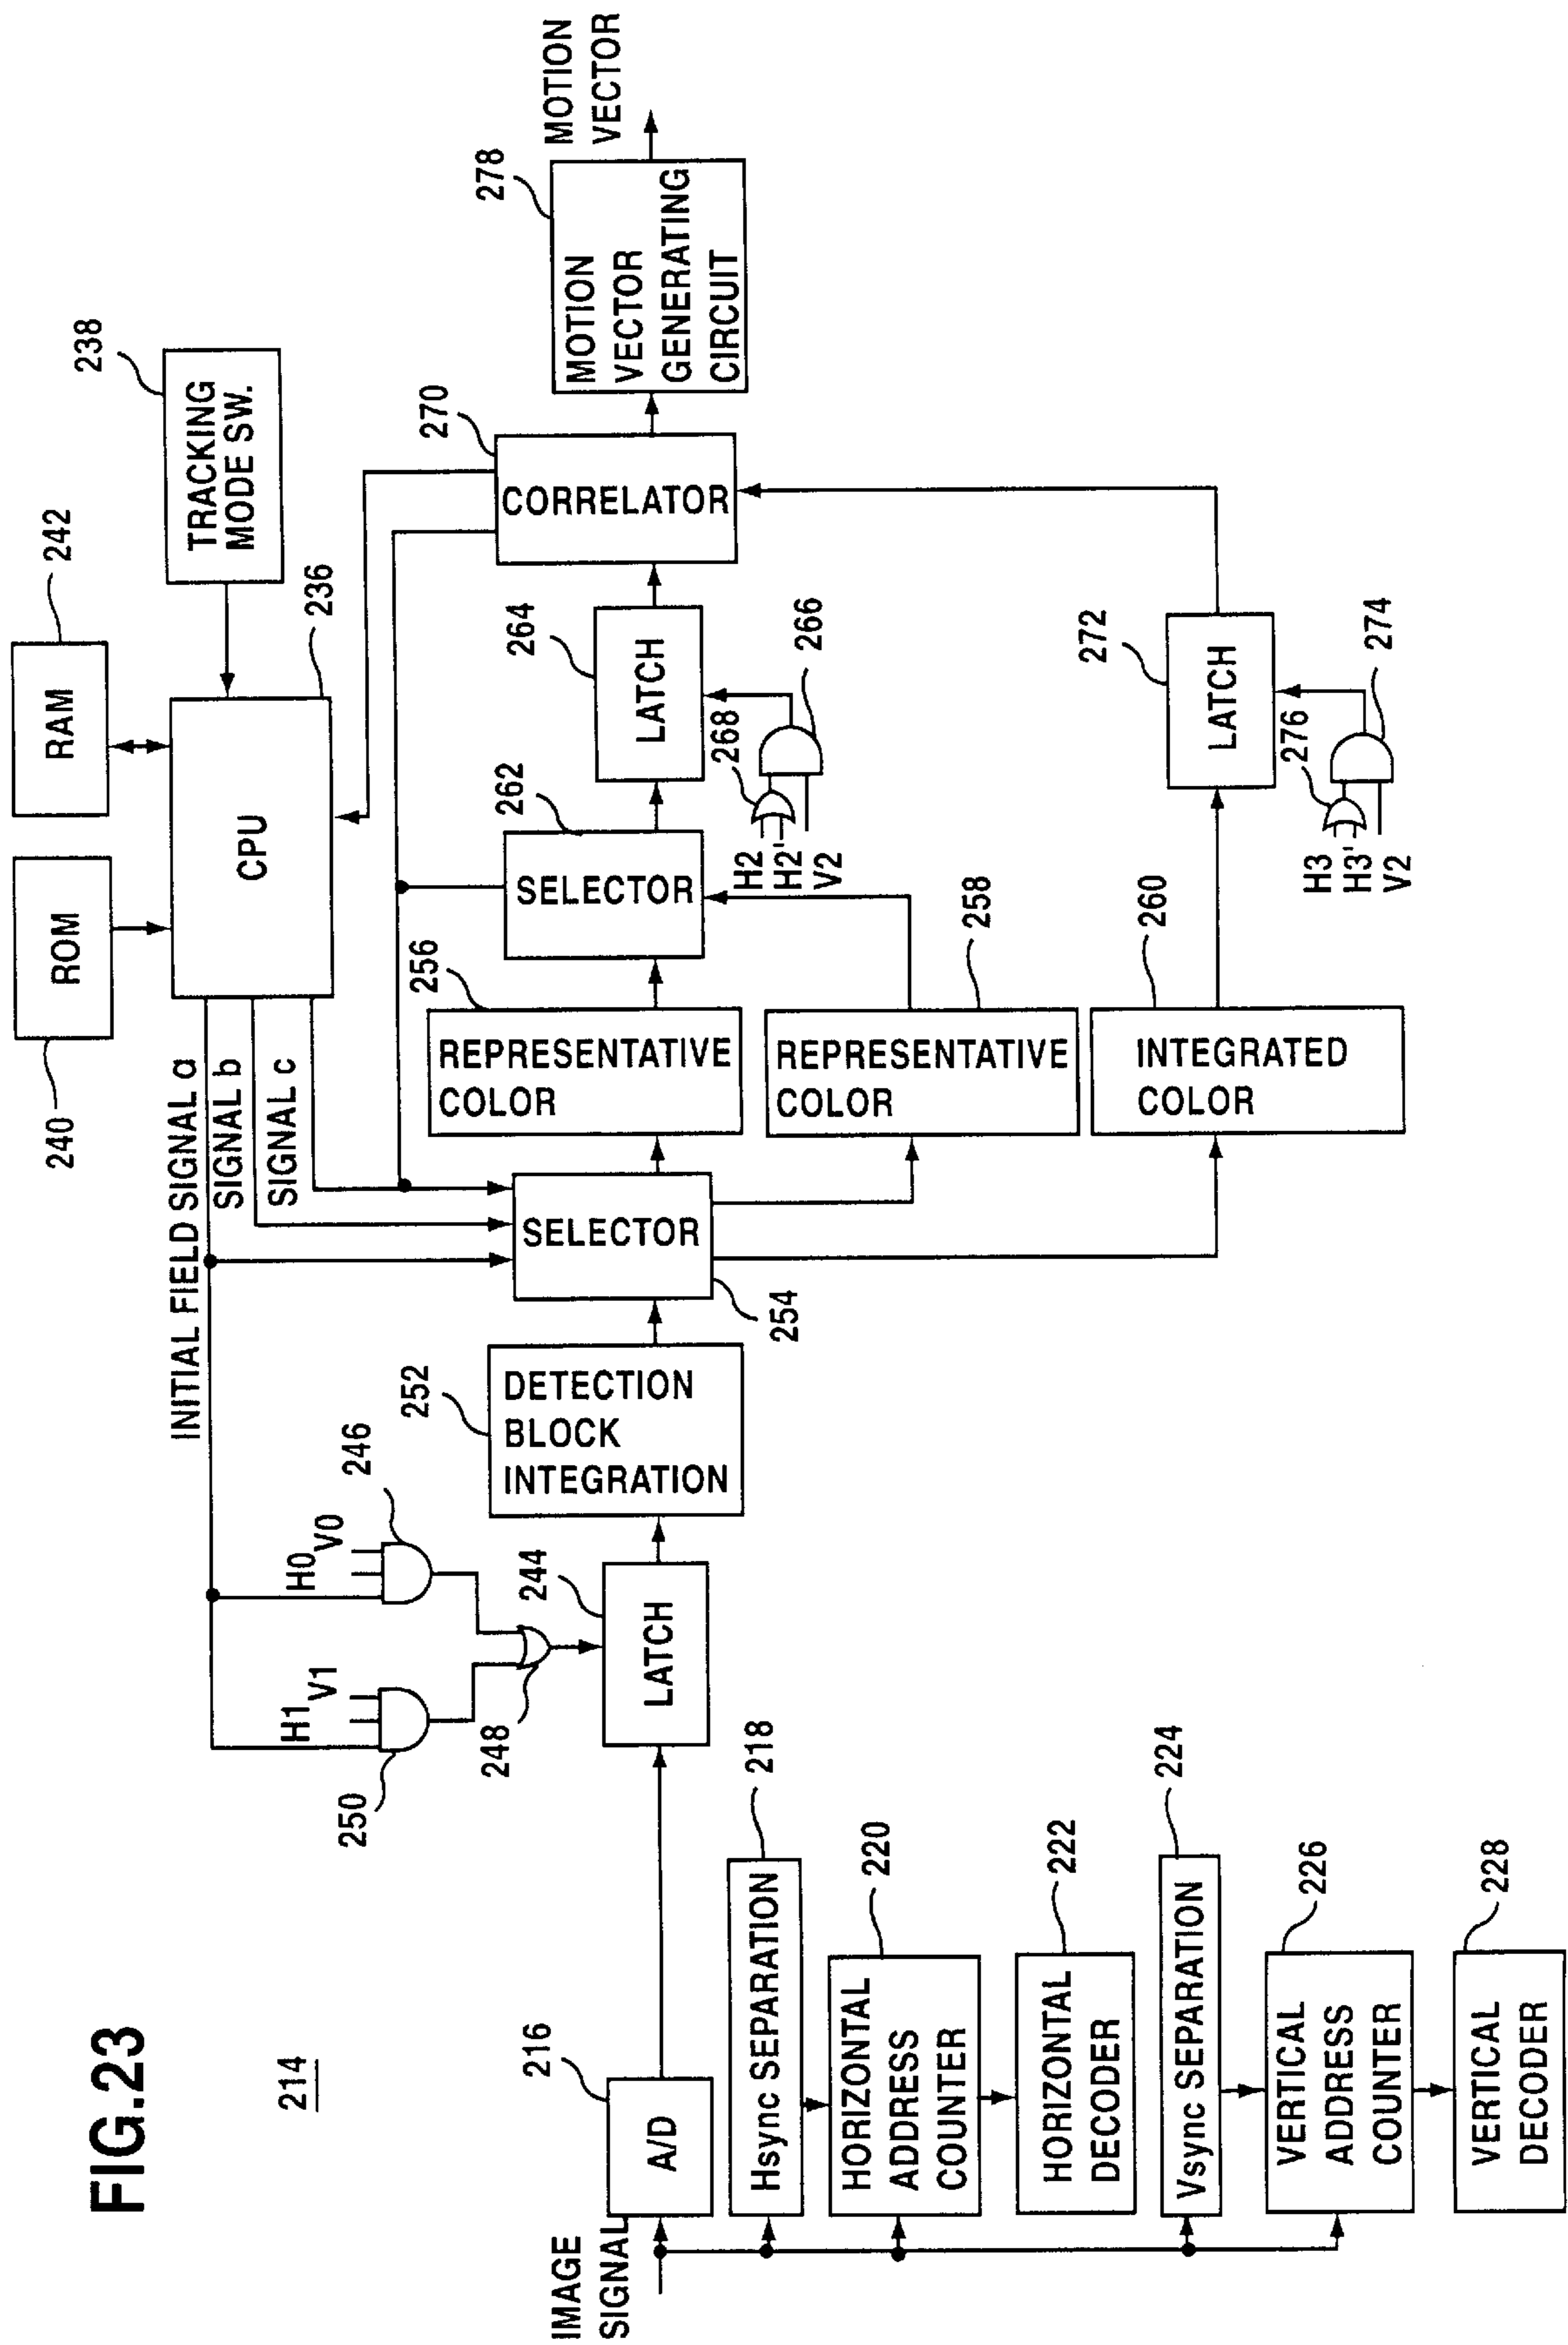 FIG.23
214
240
ROM
RAM
242
CPU
236
TRACKING
MODE SW.
238
INITIAL FIELD SIGNAL a
SIGNAL b
SIGNAL c
H1
V1
250
H0
V0
246
248
244
LATCH
252
DETECTION
BLOCK
INTEGRATION
SELECTOR
254
256
REPRESENTATIVE
COLOR
REPRESENTATIVE
COLOR
258
INTEGRATED
COLOR
260
262
SELECTOR
264
LATCH
H2
H2'
V2
268
266
270
CORRELATOR
272
LATCH
H3
H3'
V2
276
274
278
MOTION
VECTOR
GENERATING
CIRCUIT
MOTION
VECTOR
IMAGE
SIGNAL
216
A/D
Hsync SEPARATION
218
HORIZONTAL
ADDRESS
COUNTER
220
HORIZONTAL
DECODER
222
Vsync SEPARATION
224
VERTICAL
ADDRESS
COUNTER
226
VERTICAL
DECODER
228